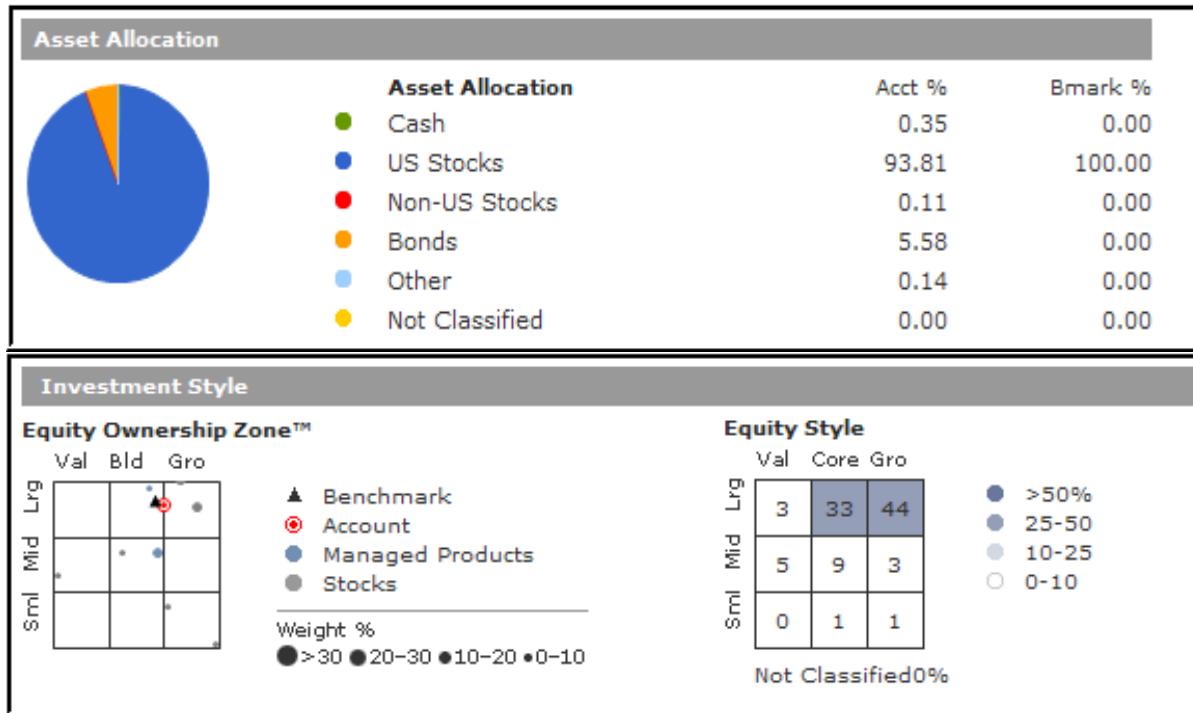 Asset Allocation
Asset Allocation Acct % Bmark %
Cash 0.35 0.00
US Stocks 93.81 100.00
Non-US Stocks 0.11 0.00
Bonds 5.58 0.00
Other 0.14 0.00
Not Classified 0.00 0.00
Investment Style
Equity Ownership Zone™
Val Bld Gro
Lrg
Mid
Sml
Benchmark
Account
Managed Products
Stocks
Weight %
>30 20-30 10-20 0-10
Equity Style
Val Core Gro
Lrg 3 33 44
Mid 5 9 3
Sml 0 1 1
Not Classified0%
>50%
25-50
10-25
0-10